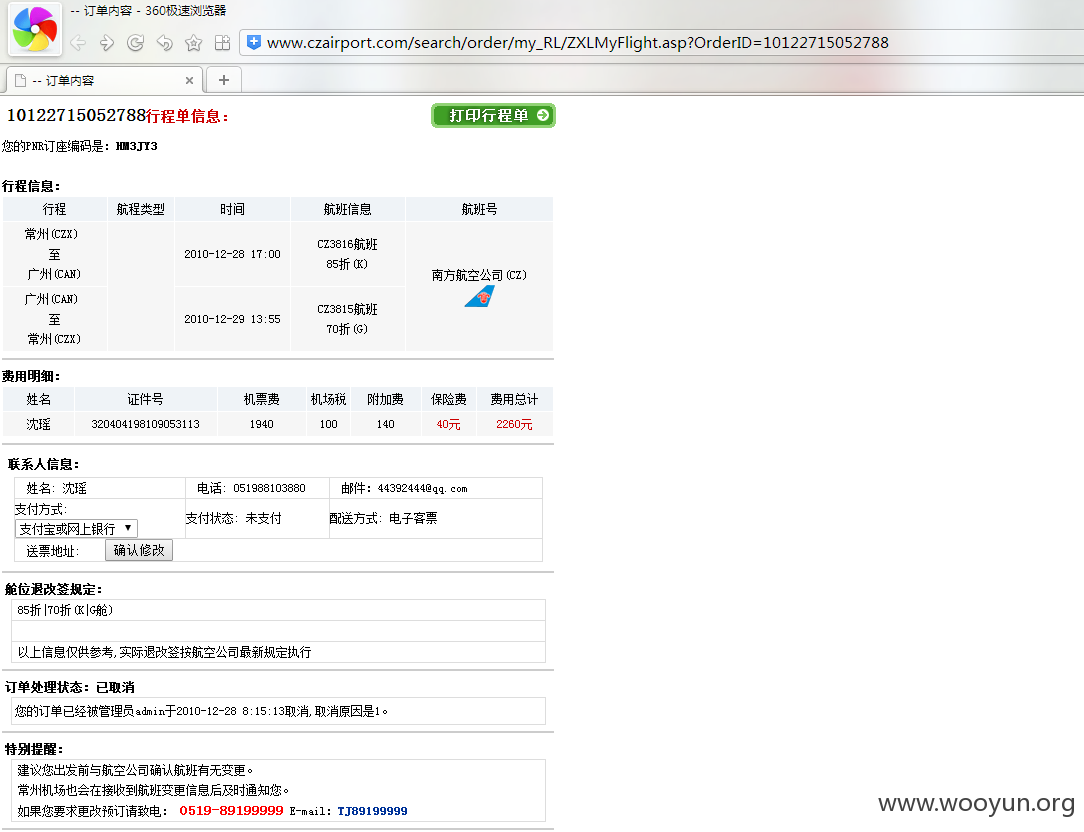 -- 订单内容 - 360极速浏览器
www.czairport.com/search/order/my_RL/ZXLMyFlight.asp?OrderID=10122715052788
-- 订单内容
10122715052788行程单信息：
打印行程单
您的PNR订座编码是：HM3JY3
行程信息：
行程 航程类型 时间 航班信息 航班号
常州(CZX)
至
广州(CAN)
2010-12-28 17:00
CZ3816航班
85折(K)
南方航空公司(CZ)
广州(CAN)
至
常州(CZX)
2010-12-29 13:55
CZ3815航班
70折(G)
费用明细：
姓名 证件号 机票费 机场税 附加费 保险费 费用总计
沈瑶 320404198109053113 1940 100 140 40元 2260元
联系人信息：
姓名: 沈瑶 电话: 051988103880 邮件: 44392444@qq.com
支付方式:
支付宝或网上银行
支付状态: 未支付 配送方式: 电子客票
送票地址: 确认修改
舱位退改签规定：
85折|70折(K|G舱)
以上信息仅供参考,实际退改签按航空公司最新规定执行
订单处理状态：已取消
您的订单已经被管理员admin于2010-12-28 8:15:13取消,取消原因是1。
特别提醒：
建议您出发前与航空公司确认航班有无变更。
常州机场也会在接收到航班变更信息后及时通知您。
如果您要求更改预订请致电： 0519-89199999 E-mail: TJ89199999
www.wooyun.org